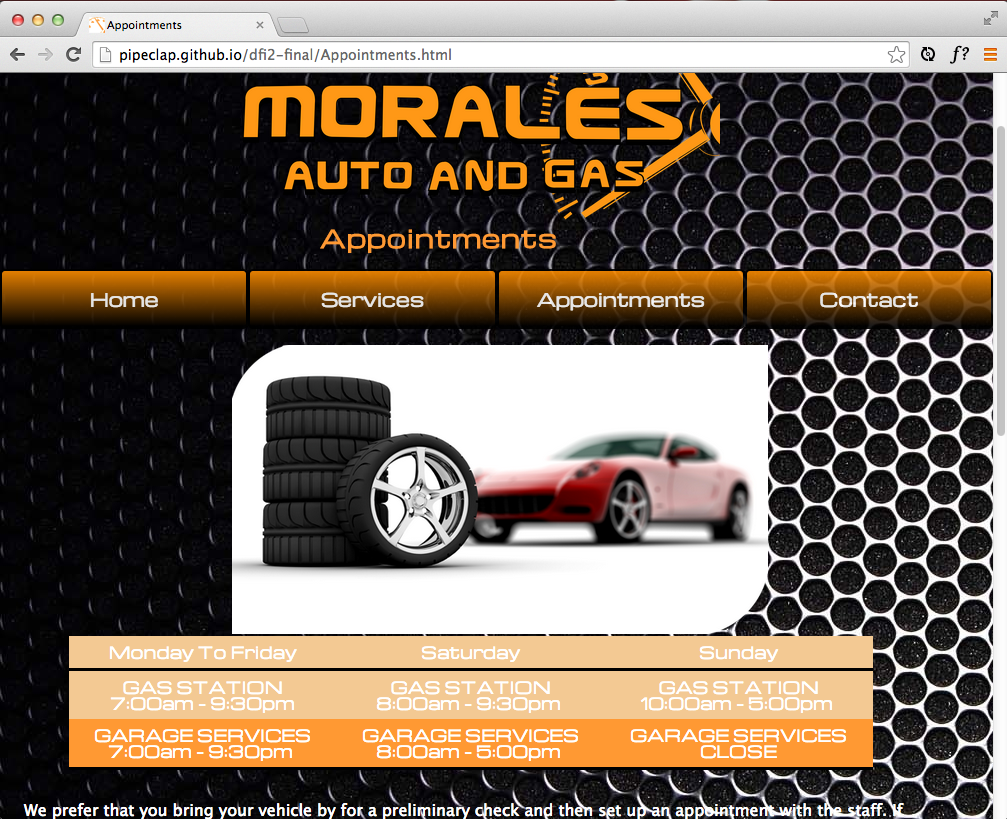 Appointments
pipeclap.github.io/dfi2-final/Appointments.html
f?
MORALES
AUTO AND GAS
Appointments
Home Services Appointments Contact
Monday To Friday Saturday Sunday
GAS STATION GAS STATION GAS STATION
7:00am - 9:30pm 8:00am - 9:30pm 10:00am - 5:00pm
GARAGE SERVICES GARAGE SERVICES GARAGE SERVICES
7:00am - 9:30pm 8:00am - 5:00pm CLOSE
We prefer that you bring your vehicle by for a preliminary check and then set up an appointment with the staff. If